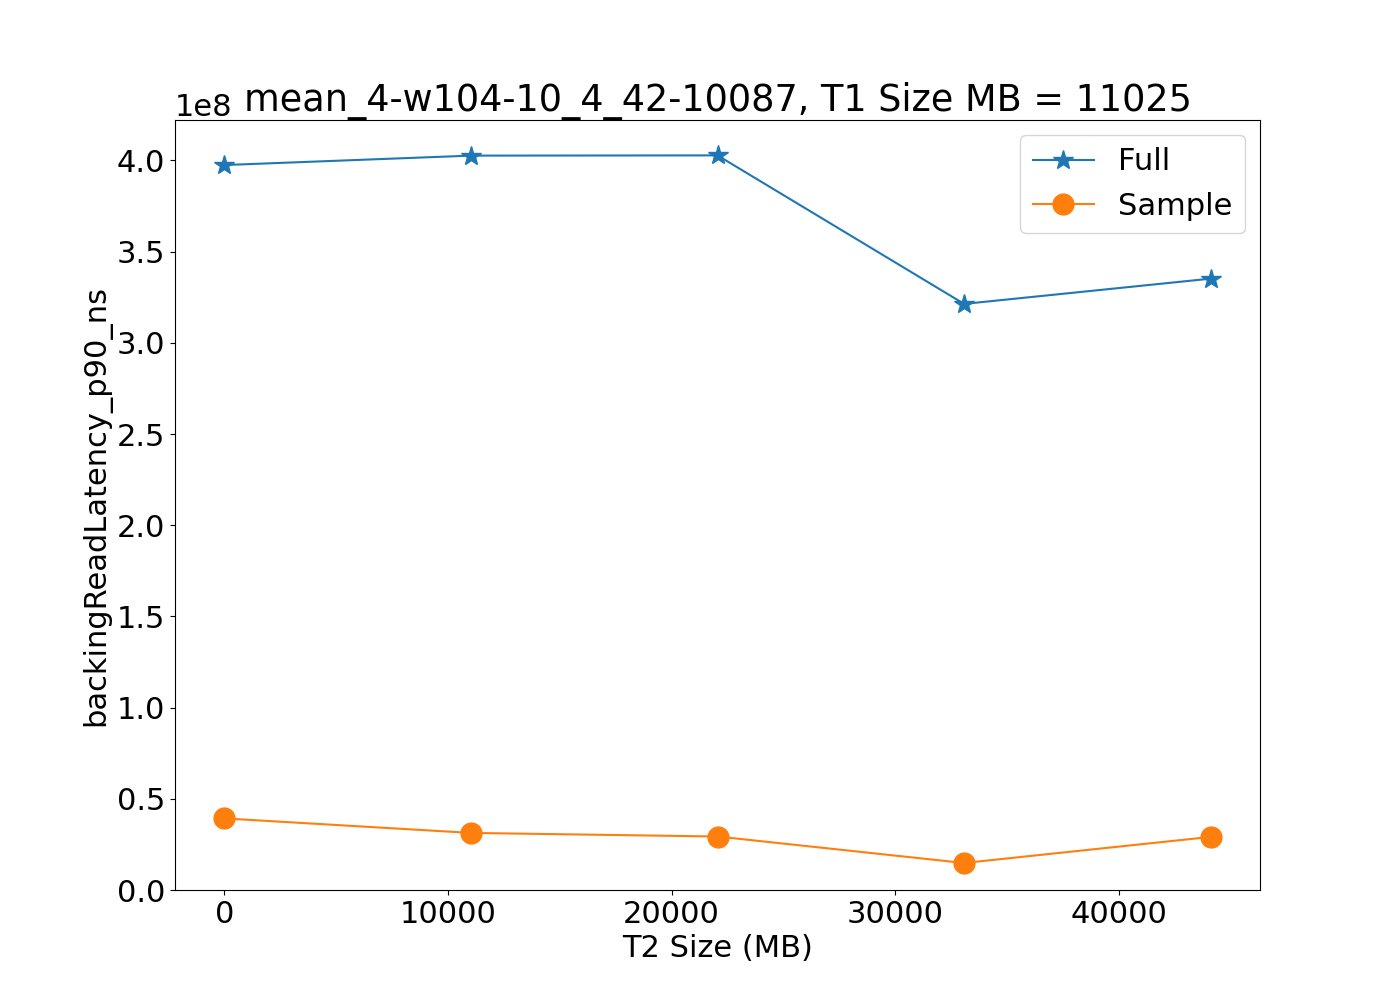 1e8 mean_4-w104-10_4_42-10087, T1 Size MB = 11025
Full
Sample
backingReadLatency_p90_ns
4.0
3.5
3.0
2.5
2.0
1.5
1.0
0.5
0.0
0 10000 20000 30000 40000
T2 Size (MB)